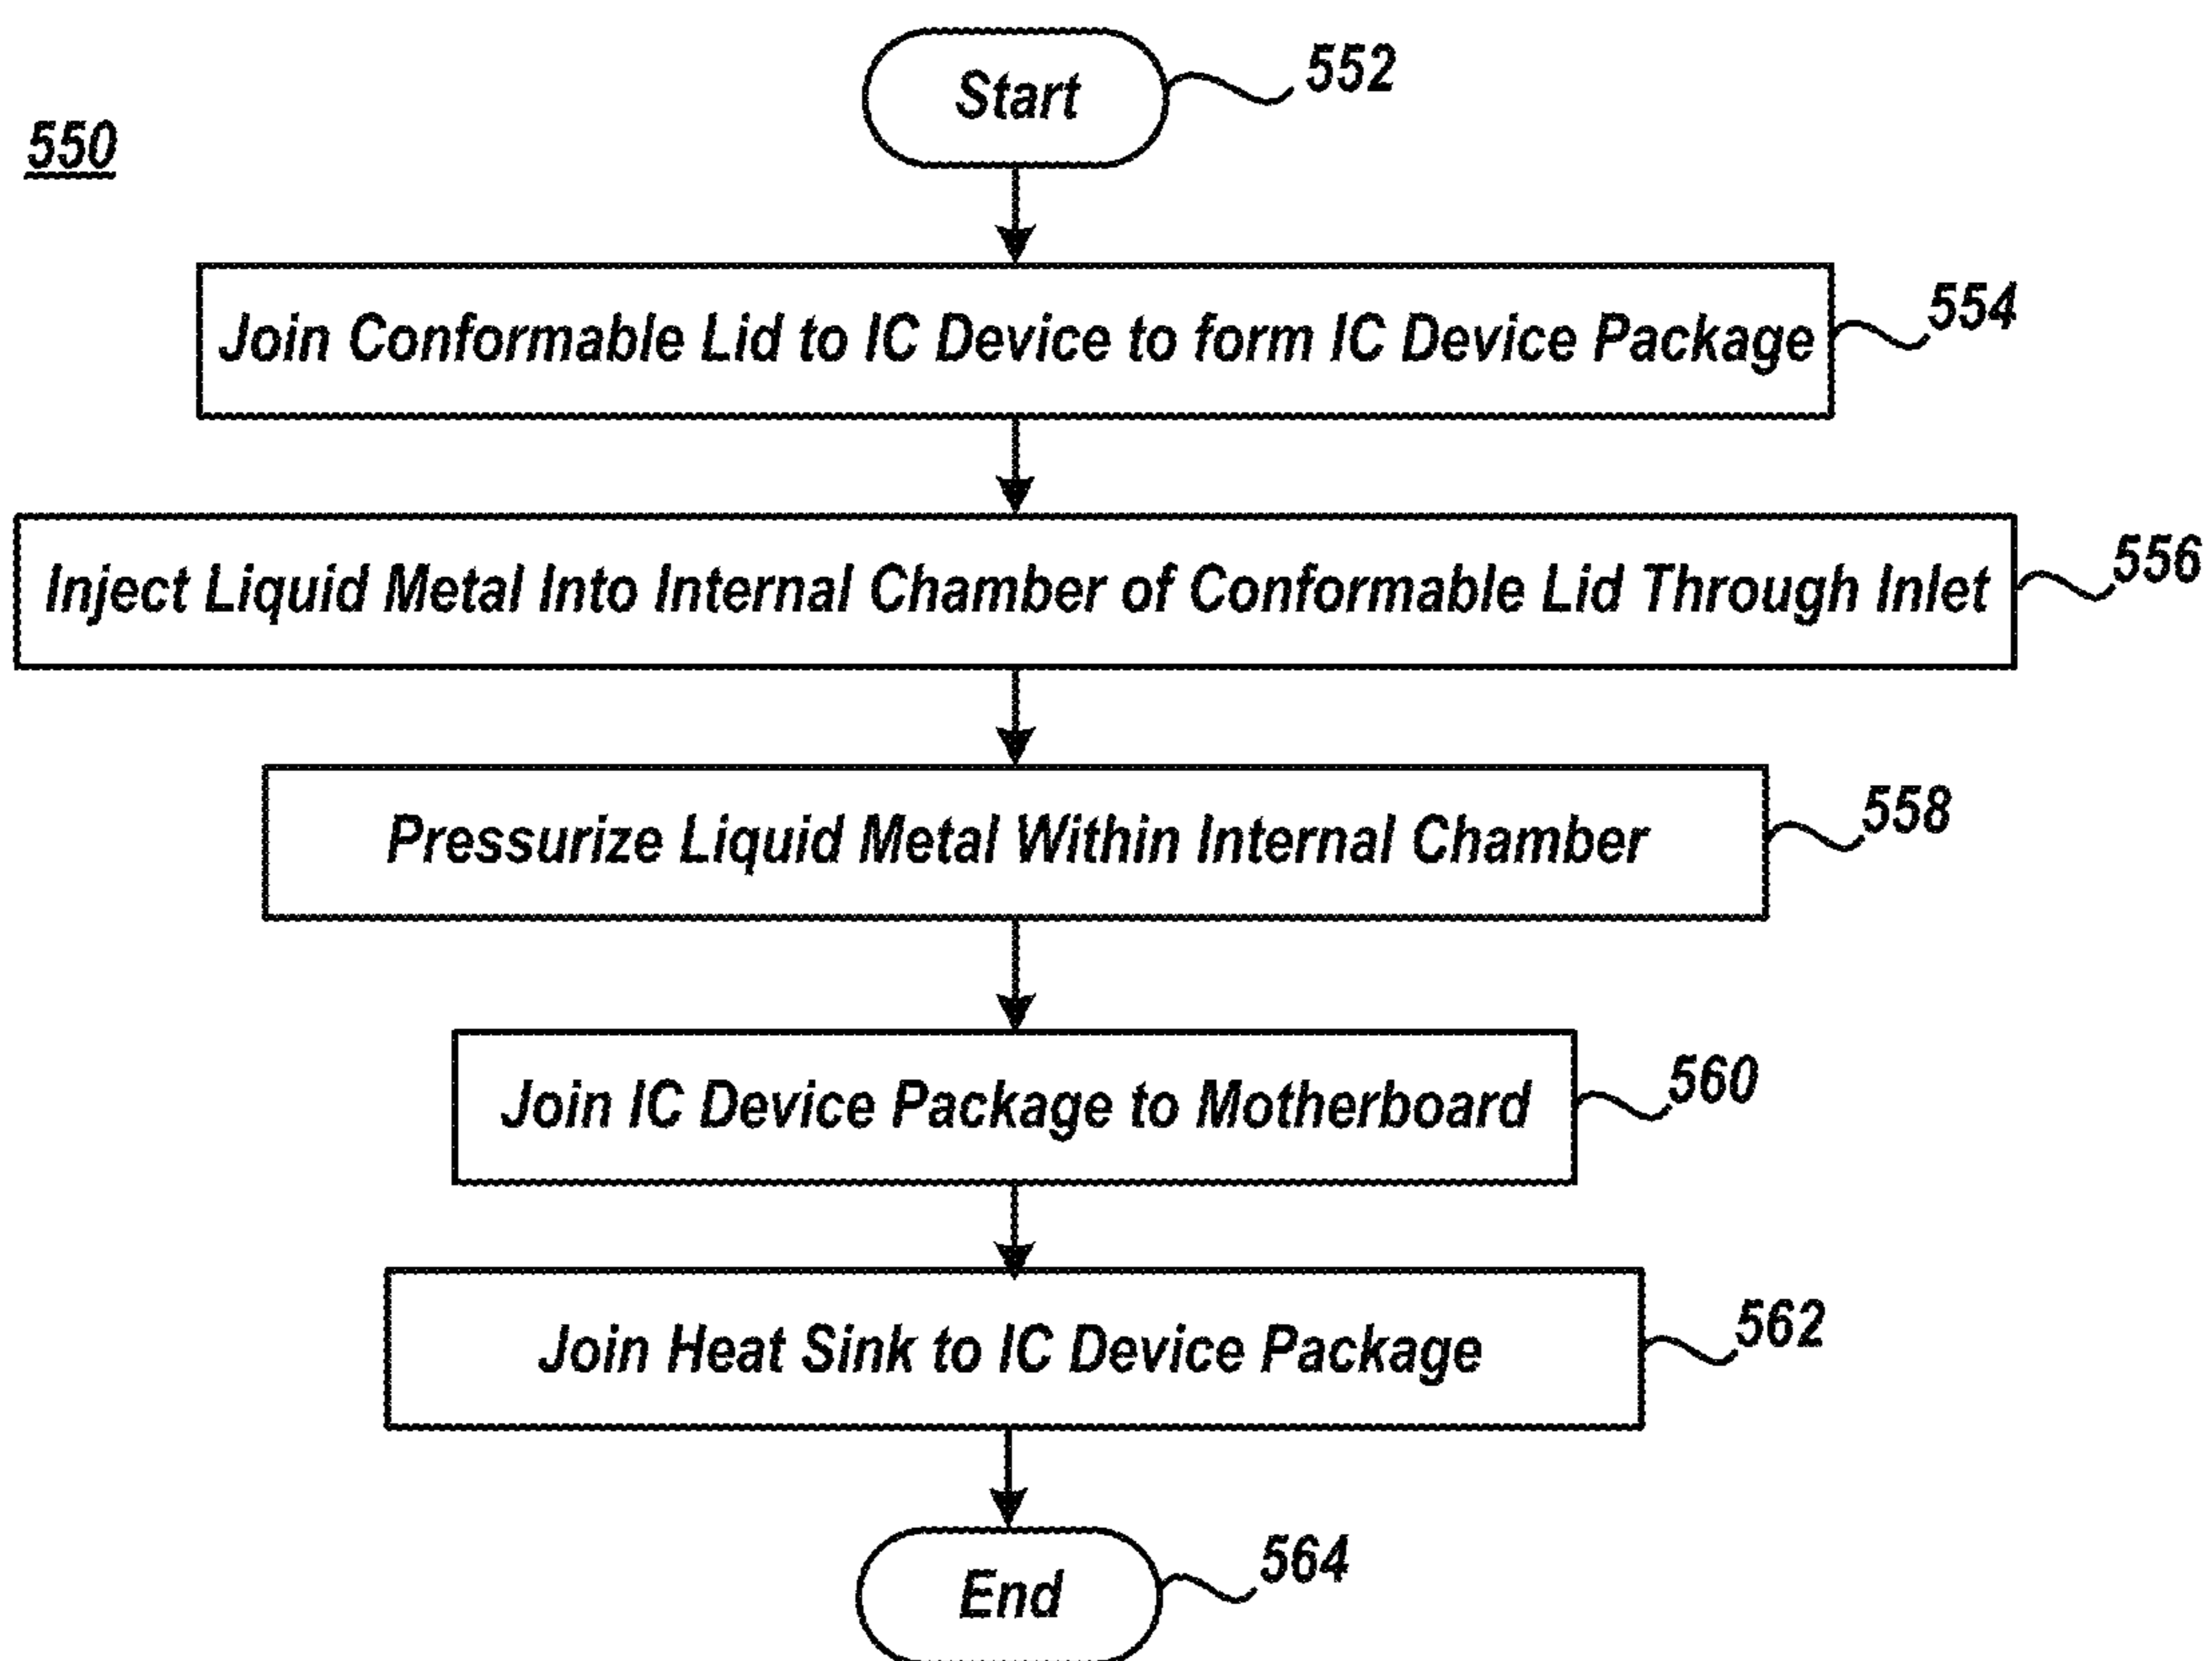 Start
552
550
Join Conformable Lid to IC Device to form IC Device Package
554
Inject Liquid Metal Into Internal Chamber of Conformable Lid Through Inlet
556
Pressurize Liquid Metal Within Internal Chamber
558
Join IC Device Package to Motherboard
560
Join Heat Sink to IC Device Package
562
End
564